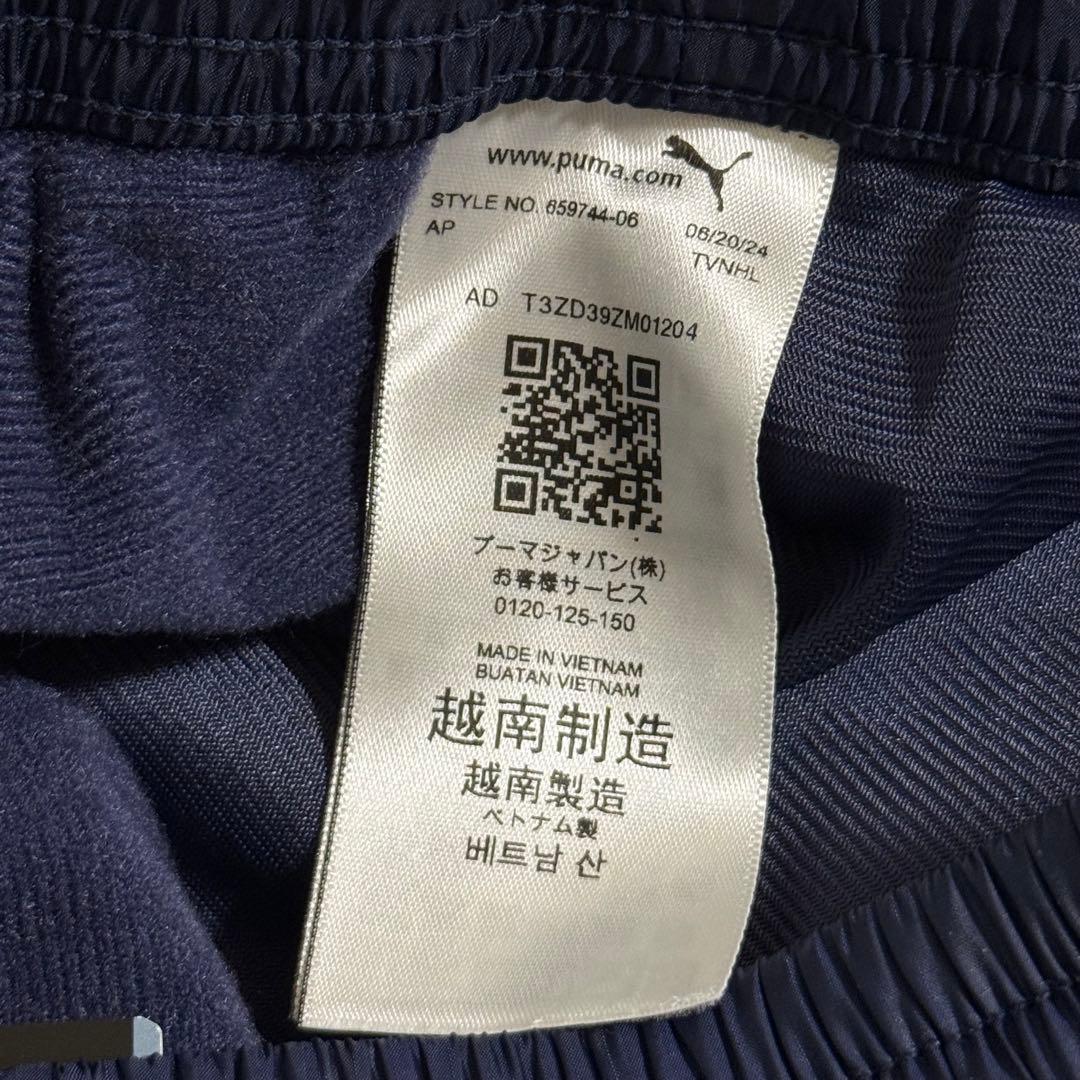 www.puma.com
STYLE NO. 659744-06
AP
06/20/24
TVNHL
AD T3ZD39ZM01204
プーマジャパン(株)
お客様サービス
0120-125-150
MADE IN VIETNAM
BUATAN VIETNAM
越南制造
越南製造
ベトナム製
베트남 산